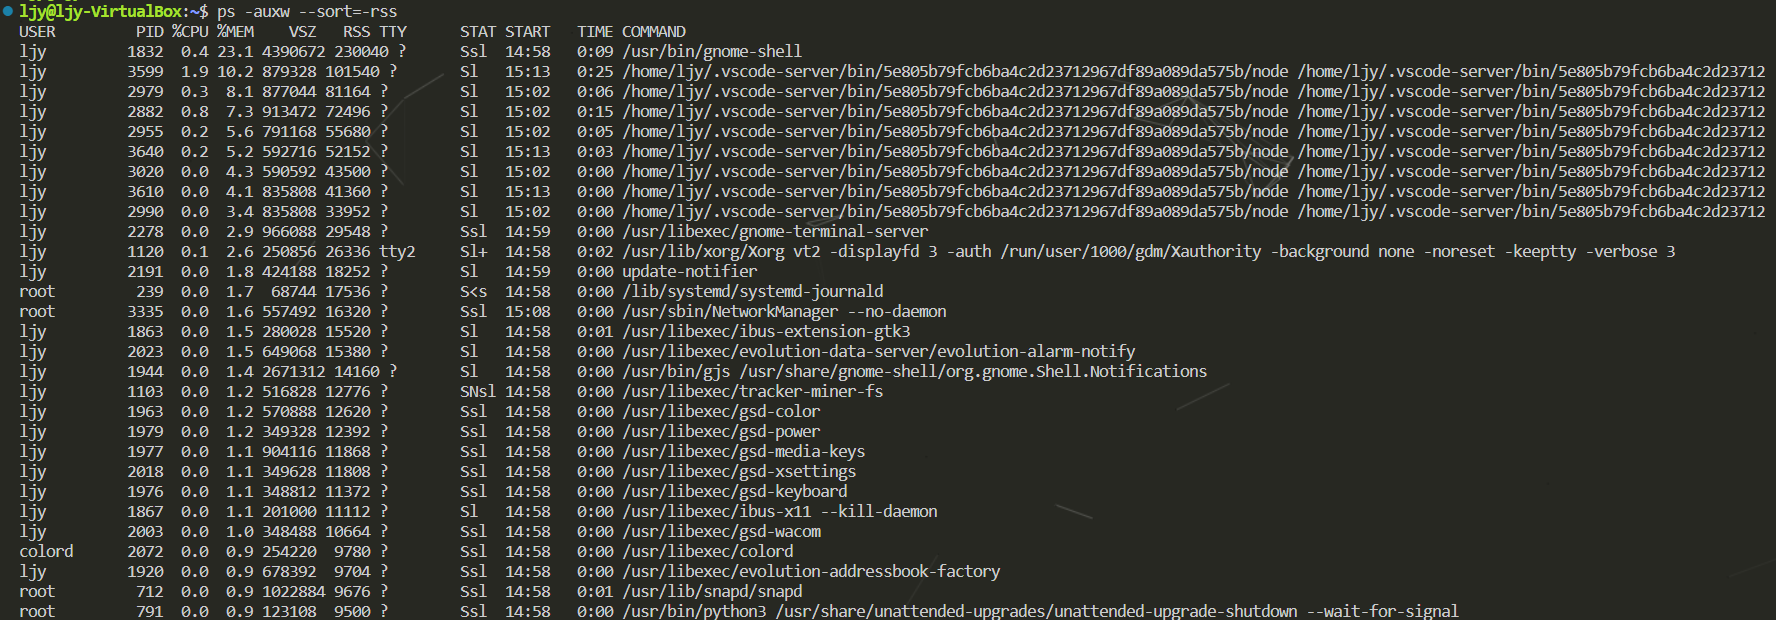 ljy@ljy-VirtualBox:~$ ps -auxw --sort=-rss
USER PID %CPU %MEM VSZ RSS TTY STAT START TIME COMMAND
ljy 1832 0.4 23.1 4390672 230040 ? Ssl 14:58 0:09 /usr/bin/gnome-shell
ljy 3599 1.9 10.2 879328 101540 ? Sl 15:13 0:25 /home/ljy/.vscode-server/bin/5e805b79fcb6ba4c2d23712967df89a089da575b/node /home/ljy/.vscode-server/bin/5e805b79fcb6ba4c2d23712
ljy 2979 0.3 8.1 877044 81164 ? Sl 15:02 0:06 /home/ljy/.vscode-server/bin/5e805b79fcb6ba4c2d23712967df89a089da575b/node /home/ljy/.vscode-server/bin/5e805b79fcb6ba4c2d23712
ljy 2882 0.8 7.3 913472 72496 ? Sl 15:02 0:15 /home/ljy/.vscode-server/bin/5e805b79fcb6ba4c2d23712967df89a089da575b/node /home/ljy/.vscode-server/bin/5e805b79fcb6ba4c2d23712
ljy 2955 0.2 5.6 791168 55680 ? Sl 15:02 0:05 /home/ljy/.vscode-server/bin/5e805b79fcb6ba4c2d23712967df89a089da575b/node /home/ljy/.vscode-server/bin/5e805b79fcb6ba4c2d23712
ljy 3640 0.2 5.2 592716 52152 ? Sl 15:13 0:03 /home/ljy/.vscode-server/bin/5e805b79fcb6ba4c2d23712967df89a089da575b/node /home/ljy/.vscode-server/bin/5e805b79fcb6ba4c2d23712
ljy 3020 0.0 4.3 590592 43500 ? Sl 15:02 0:00 /home/ljy/.vscode-server/bin/5e805b79fcb6ba4c2d23712967df89a089da575b/node /home/ljy/.vscode-server/bin/5e805b79fcb6ba4c2d23712
ljy 3610 0.0 4.1 835808 41360 ? Sl 15:13 0:00 /home/ljy/.vscode-server/bin/5e805b79fcb6ba4c2d23712967df89a089da575b/node /home/ljy/.vscode-server/bin/5e805b79fcb6ba4c2d23712
ljy 2990 0.0 3.4 835808 33952 ? Sl 15:02 0:00 /home/ljy/.vscode-server/bin/5e805b79fcb6ba4c2d23712967df89a089da575b/node /home/ljy/.vscode-server/bin/5e805b79fcb6ba4c2d23712
ljy 2278 0.0 2.9 966088 29548 ? Ssl 14:59 0:00 /usr/libexec/gnome-terminal-server
ljy 1120 0.1 2.6 250856 26336 tty2 Sl+ 14:58 0:02 /usr/lib/xorg/Xorg vt2 -displayfd 3 -auth /run/user/1000/gdm/Xauthority -background none -noreset -keeptty -verbose 3
ljy 2191 0.0 1.8 424188 18252 ? Sl 14:59 0:00 update-notifier
root 239 0.0 1.7 68744 17536 ? S<s 14:58 0:00 /lib/systemd/systemd-journald
root 3335 0.0 1.6 557492 16320 ? Ssl 15:08 0:00 /usr/sbin/NetworkManager --no-daemon
ljy 1863 0.0 1.5 280028 15520 ? Sl 14:58 0:01 /usr/libexec/ibus-extension-gtk3
ljy 2023 0.0 1.5 649068 15380 ? Sl 14:58 0:00 /usr/libexec/evolution-data-server/evolution-alarm-notify
ljy 1944 0.0 1.4 2671312 14160 ? Sl 14:58 0:00 /usr/bin/gjs /usr/share/gnome-shell/org.gnome.Shell.Notifications
ljy 1103 0.0 1.2 516828 12776 ? SNsl 14:58 0:00 /usr/libexec/tracker-miner-fs
ljy 1963 0.0 1.2 570888 12620 ? Ssl 14:58 0:00 /usr/libexec/gsd-color
ljy 1979 0.0 1.2 349328 12392 ? Ssl 14:58 0:00 /usr/libexec/gsd-power
ljy 1977 0.0 1.1 904116 11868 ? Ssl 14:58 0:00 /usr/libexec/gsd-media-keys
ljy 2018 0.0 1.1 349628 11808 ? Ssl 14:58 0:00 /usr/libexec/gsd-xsettings
ljy 1976 0.0 1.1 348812 11372 ? Ssl 14:58 0:00 /usr/libexec/gsd-keyboard
ljy 1867 0.0 1.1 201000 11112 ? Sl 14:58 0:00 /usr/libexec/ibus-x11 --kill-daemon
ljy 2003 0.0 1.0 348488 10664 ? Ssl 14:58 0:00 /usr/libexec/gsd-wacom
colord 2072 0.0 0.9 254220 9780 ? Ssl 14:58 0:00 /usr/libexec/colord
ljy 1920 0.0 0.9 678392 9704 ? Ssl 14:58 0:00 /usr/libexec/evolution-addressbook-factory
root 712 0.0 0.9 1022884 9676 ? Ssl 14:58 0:01 /usr/lib/snapd/snapd
root 791 0.0 0.9 123108 9500 ? Ssl 14:58 0:00 /usr/bin/python3 /usr/share/unattended-upgrades/unattended-upgrade-shutdown --wait-for-signal